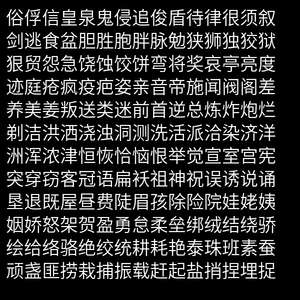 俗俘信皇泉鬼侵追俊盾待律很须叙
剑逃食盆胆胜胞胖脉勉狭狮独狡狱
狠贸怨急饶蚀饺饼弯将奖哀亭亮度
迹庭疮疯疫疤姿亲音帝施闻阀阁差
养美姜叛送类迷前首逆总炼炸炮烂
剃洁洪洒浇浊洞测洗活派洽染济洋
洲浑浓津恒恢恰恼恨举觉宣室宫宪
突穿窃客冠语扁袄祖神祝误诱说诵
垦退既屋昼费陡眉孩除险院娃姥姨
姻娇怒架贺盈勇怠柔垒绑绒结绕骄
绘给络骆绝绞统耕耗艳泰珠班素蚕
顽盏匪捞栽捕振载赶起盐捎捏埋捉